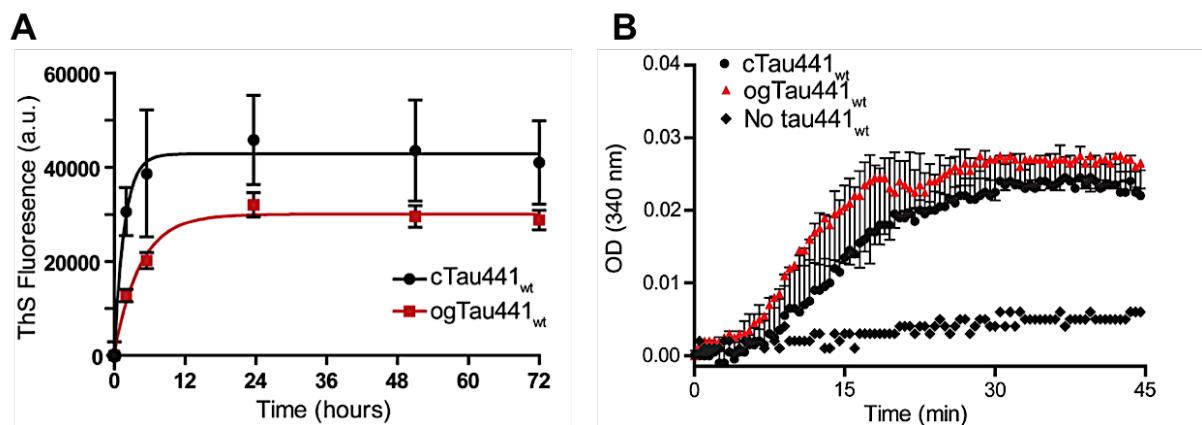 A
60000
40000
20000
0
ThS Fluoresence (a.u.)
cTau441wt
ogTau441wt
0 12 24 36 48 60 72
Time (hours)
B
0.04
0.03
0.02
0.01
0.00
OD (340 nm)
cTau441wt
ogTau441wt
No tau441wt
0 15 30 45
Time (min)